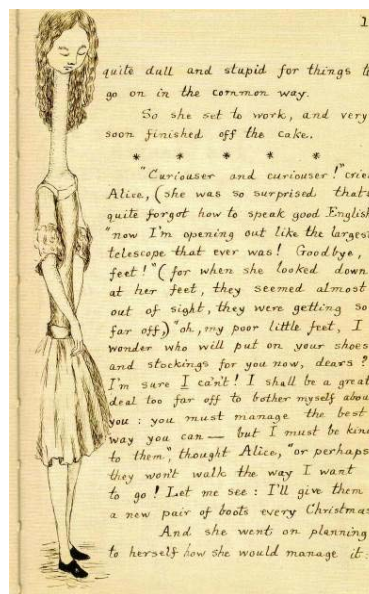 1
quite dull and stupid for things t
go on in the common way.
So she set to work, and very
soon finished off the cake.
* * * * *
"Curiouser and curiouser!" crie
Alice, (she was so surprised that
quite forgot how to speak good English
"now I'm opening out like the largest
telescope that ever was! Goodbye,
feet!" (for when she looked down
at her feet, they seemed almost
out of sight, they were getting so
far off,) "oh, my poor little feet, I
wonder who will put on your shoes
and stockings for you now, dears?
I'm sure I can't! I shall be a great
deal too far off to bother myself abou
you: you must manage the best
way you can — but I must be kin
to them", thought Alice, "or perhaps
they won't walk the way I want
to go! Let me see: I'll give them
a new pair of boots every Christmas
And she went on planning
to herself how she would manage it: